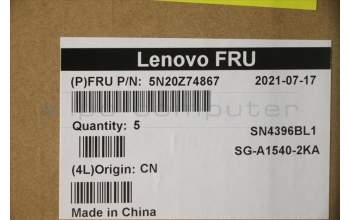 Lenovo FRU
(P)FRU P/N: 5N20Z74867 2021-07-17
Quantity: 5 SN4396BL1
SG-A1540-2KA
(4L)Origin: CN
Made in China